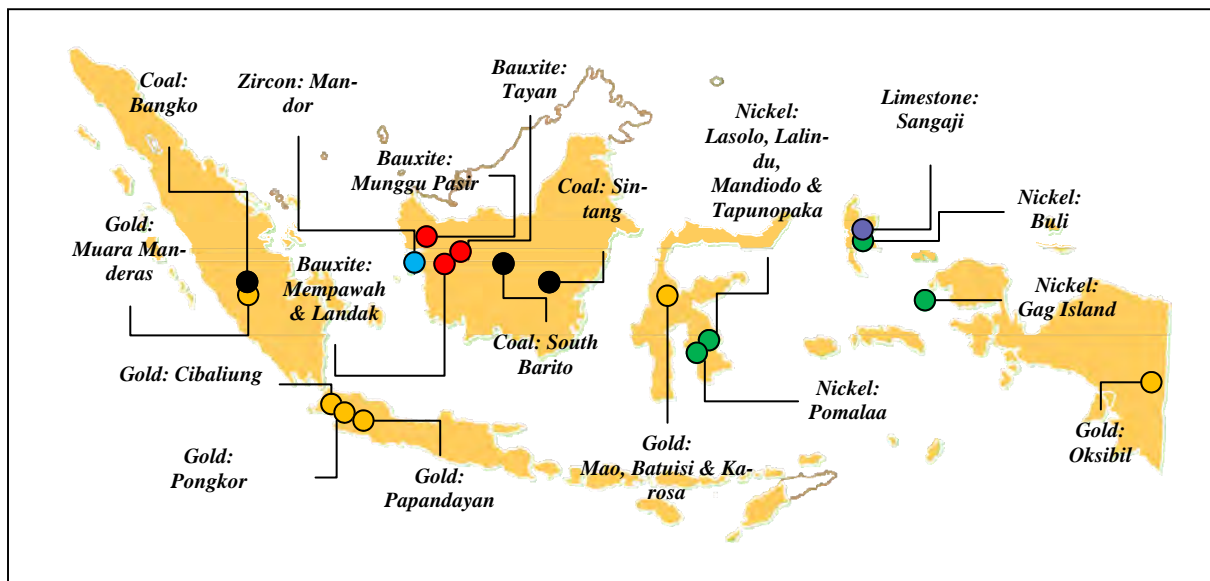 Coal:
Bangko
Zircon: Man-
dor
Bauxite:
Tayan
Bauxite:
Munggu Pasir
Coal: Sin-
tang
Nickel:
Lasolo, Lalin-
du,
Mandiodo &
Tapunopaka
Limestone:
Sangaji
Nickel:
Buli
Gold:
Muara Man-
deras
Bauxite:
Mempawah
& Landak
Nickel:
Gag Island
Coal: South
Barito
Gold: Cibaliung
Nickel:
Pomalaa
Gold:
Pongkor
Gold:
Papandayan
Gold:
Mao, Batuisi & Ka-
rosa
Gold:
Oksibil